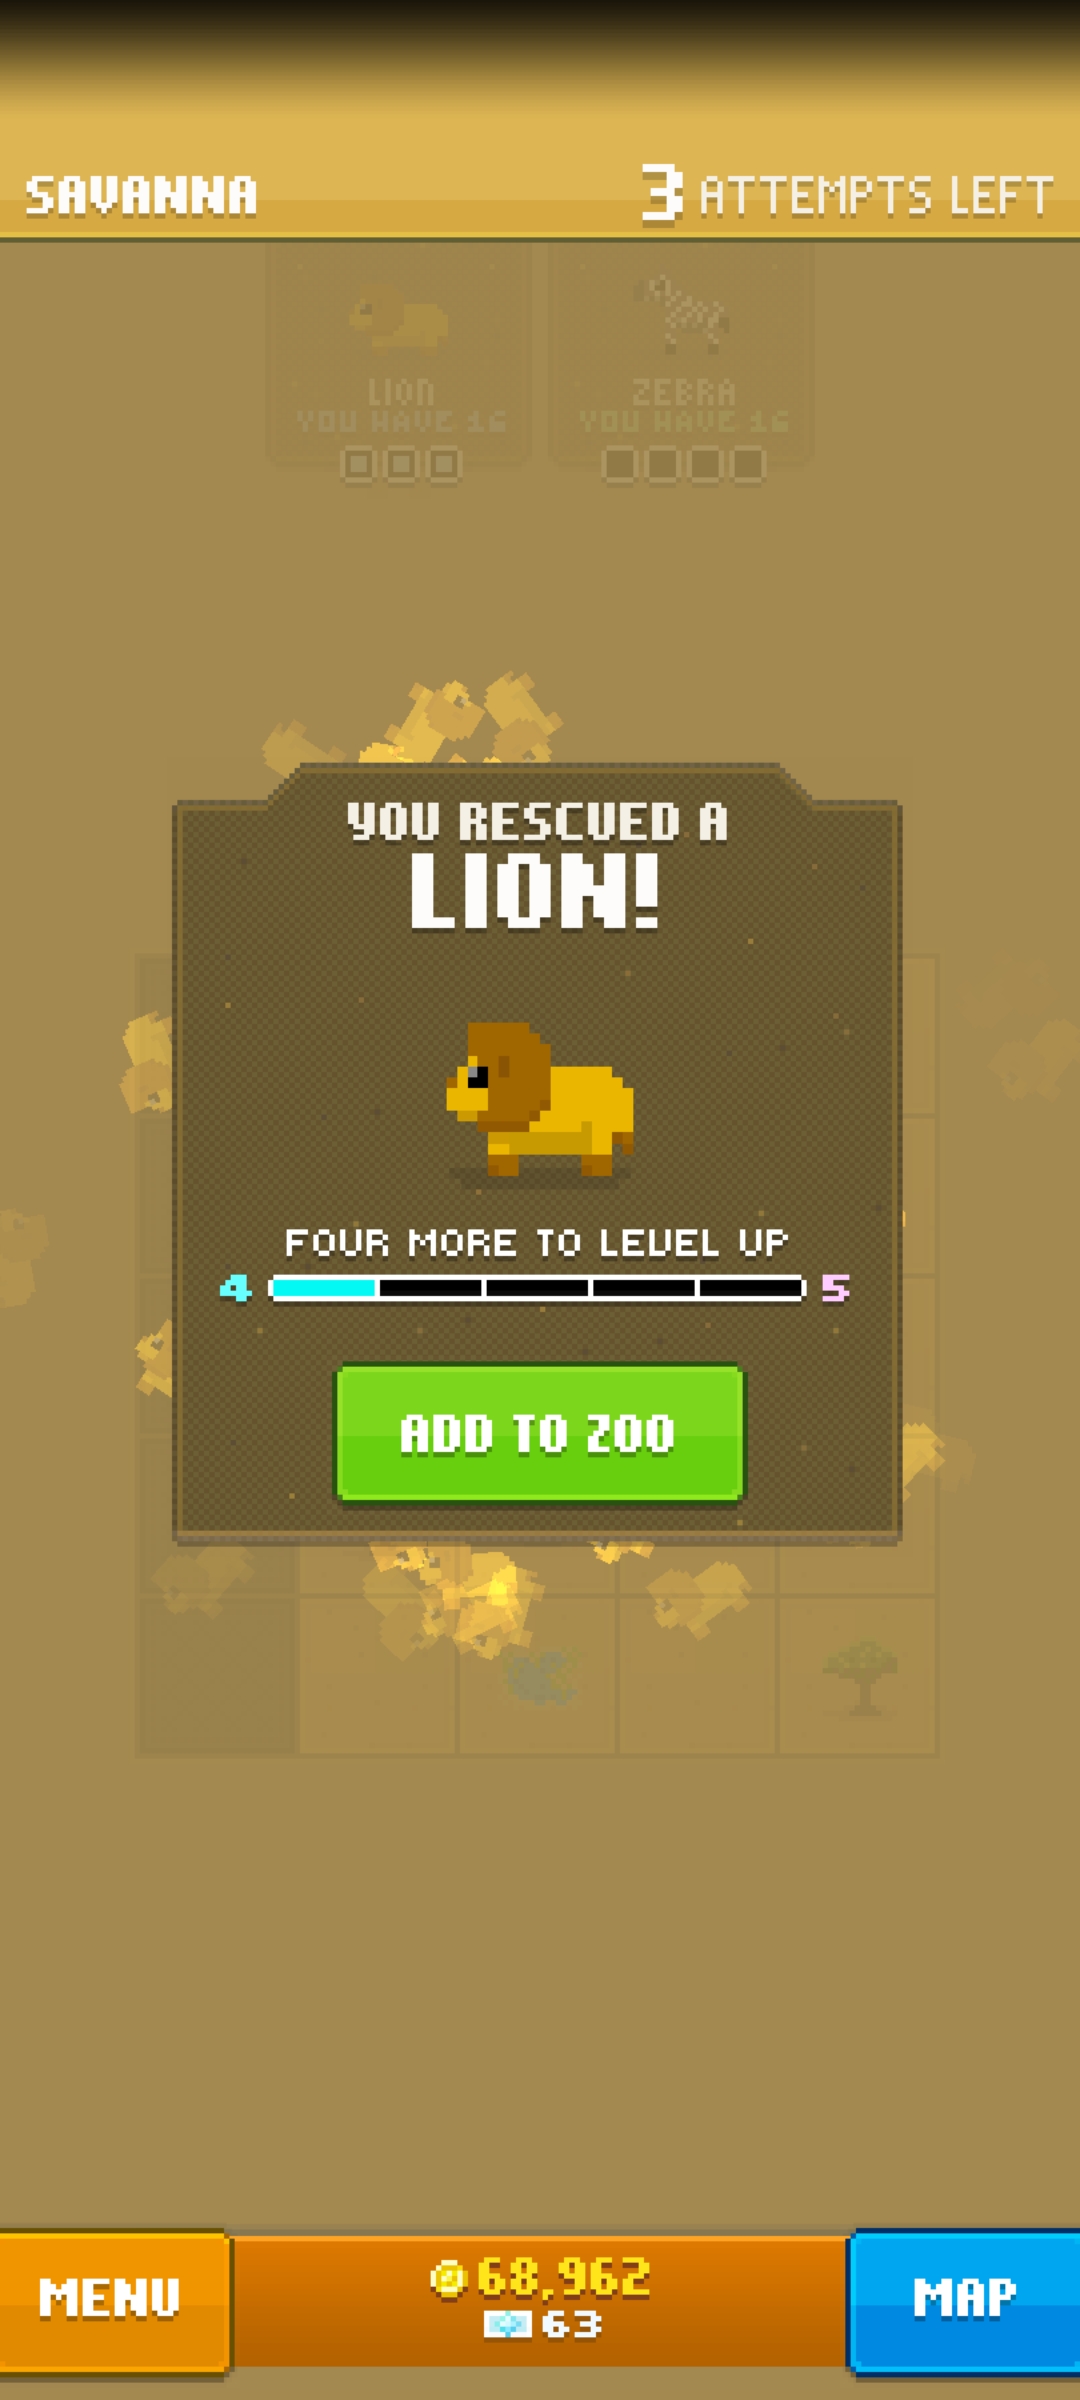 SAVANNA
3 ATTEMPTS LEFT
LION
YOU HAVE 16
ZEBRA
YOU HAVE 16
YOU RESCUED A
LION!
FOUR MORE TO LEVEL UP
4
5
ADD TO ZOO
MENU
68,962
63
MAP